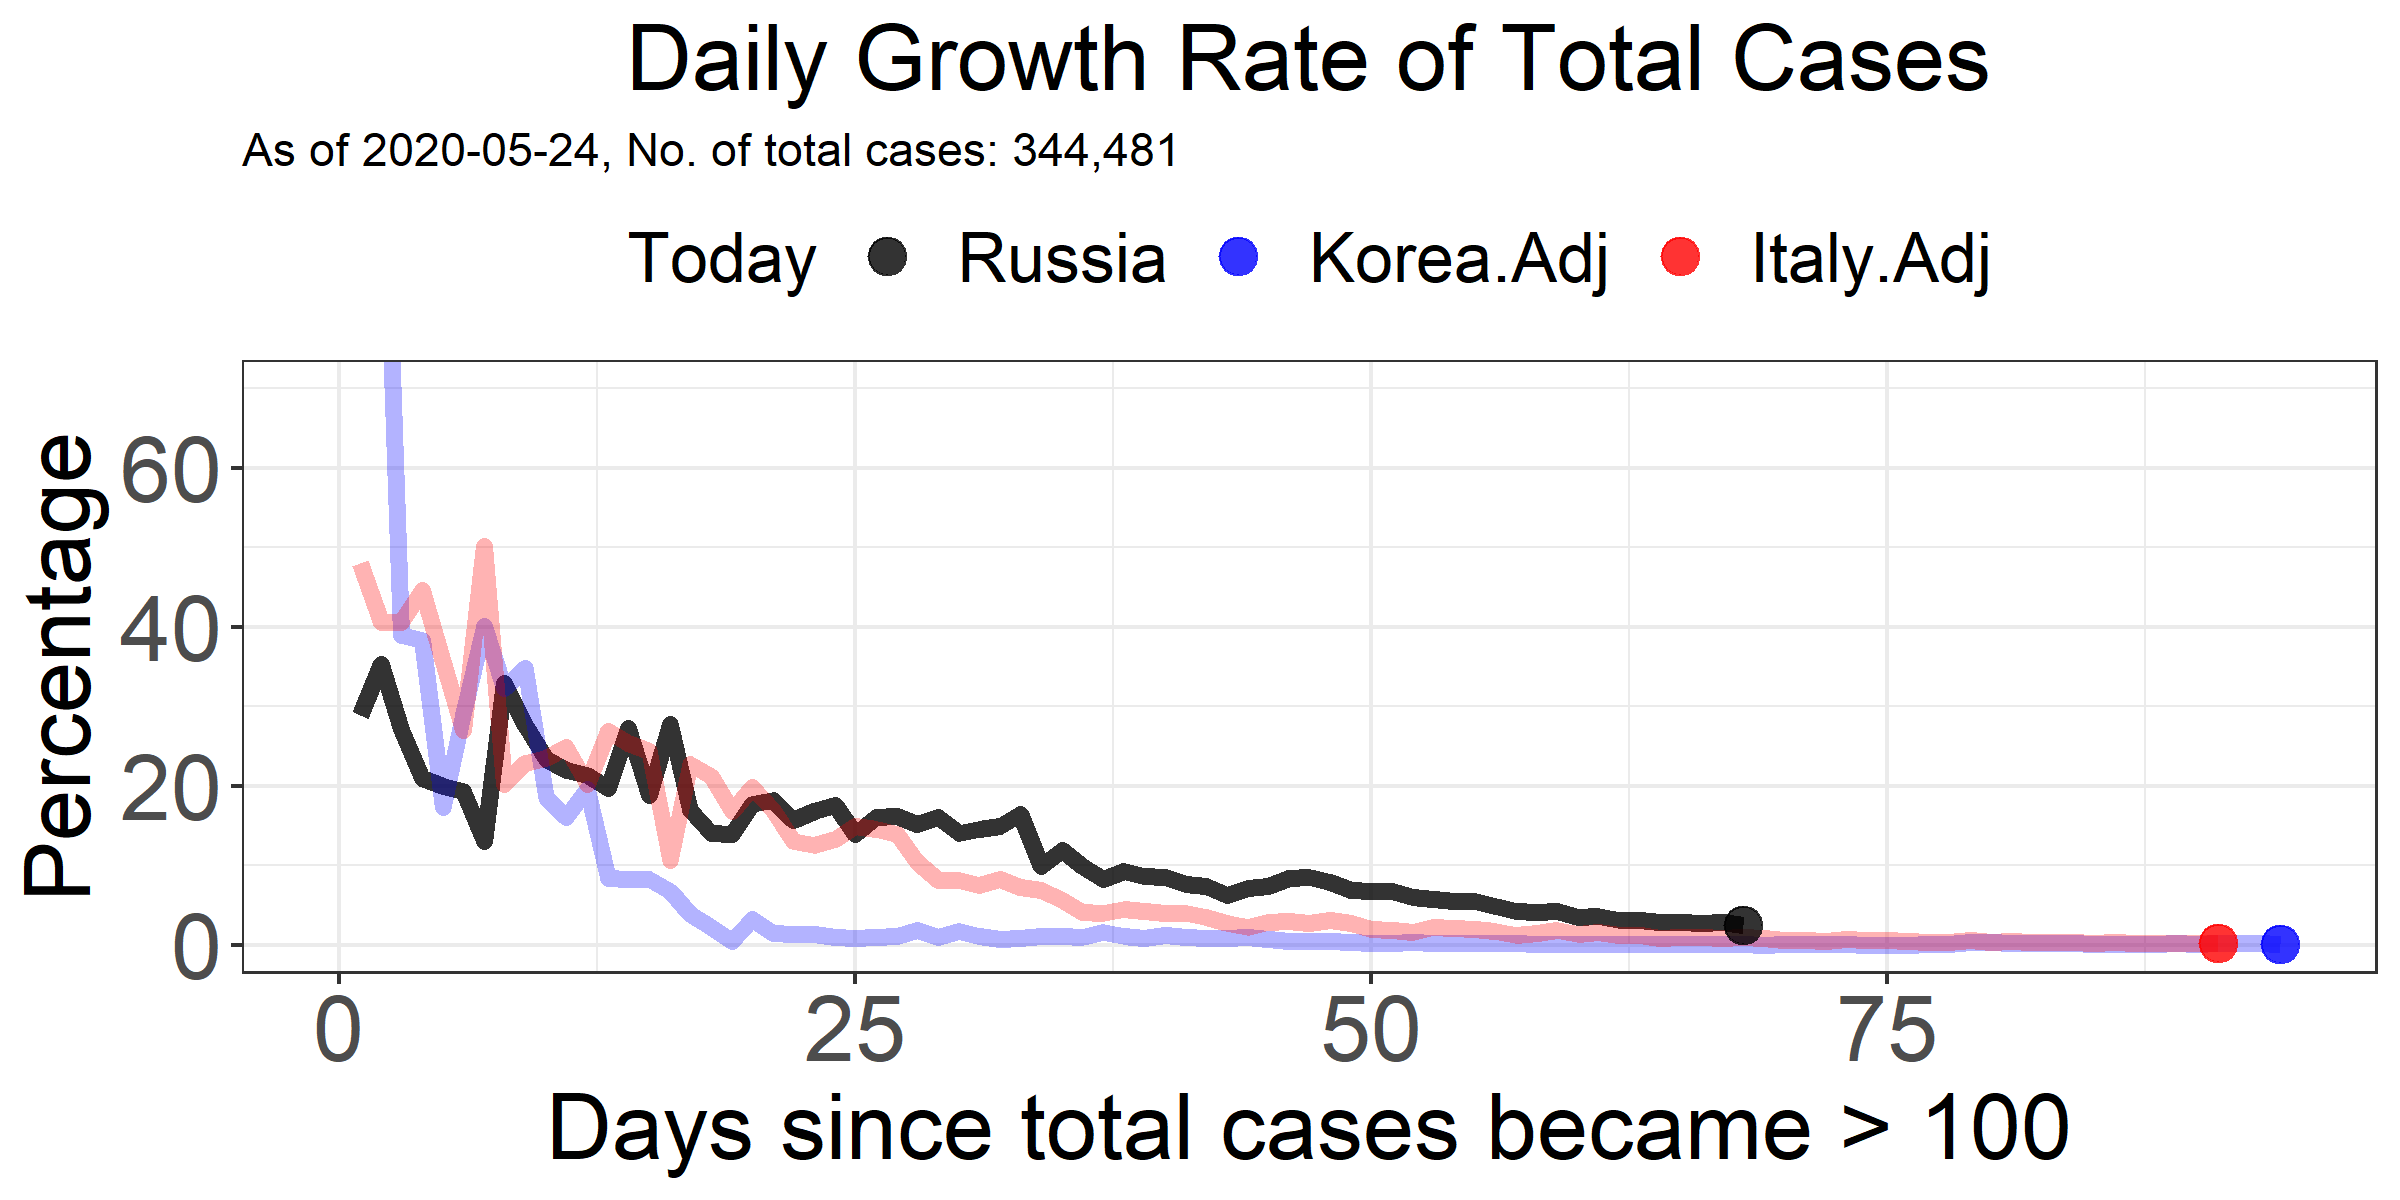 Daily Growth Rate of Total Cases
As of 2020-05-24, No. of total cases: 344,481
Today Russia Korea.Adj Italy.Adj
Percentage
60
40
20
0
0 25 50 75
Days since total cases became > 100